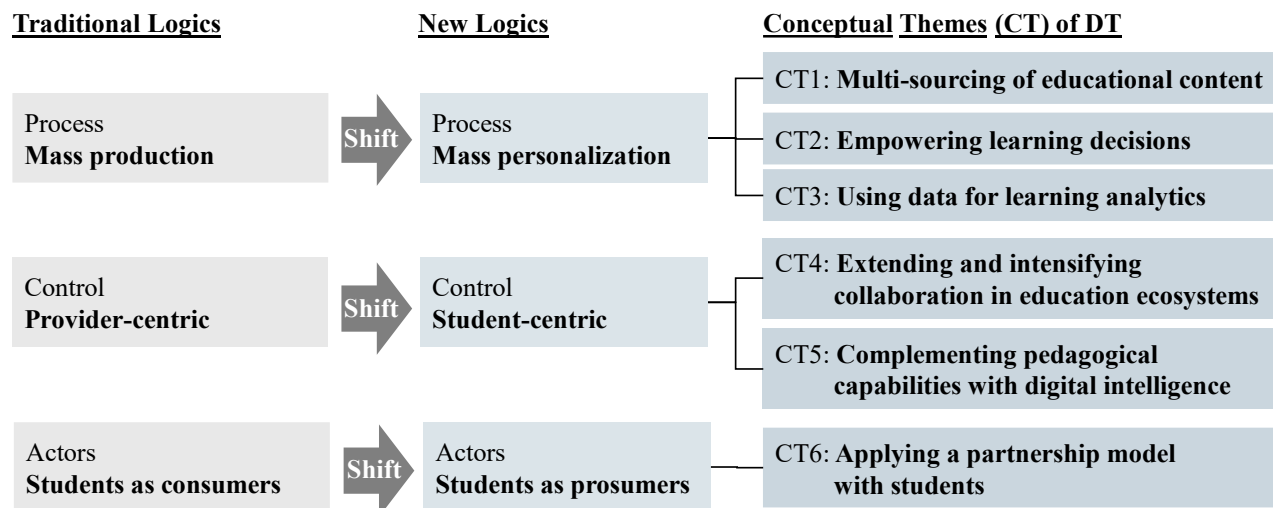 Traditional Logics
New Logics
Conceptual Themes (CT) of DT
Process
Mass production
Shift
Process
Mass personalization
CT1: Multi-sourcing of educational content
CT2: Empowering learning decisions
CT3: Using data for learning analytics
Control
Provider-centric
Shift
Control
Student-centric
CT4: Extending and intensifying
collaboration in education ecosystems
CT5: Complementing pedagogical
capabilities with digital intelligence
Actors
Students as consumers
Shift
Actors
Students as prosumers
CT6: Applying a partnership model
with students